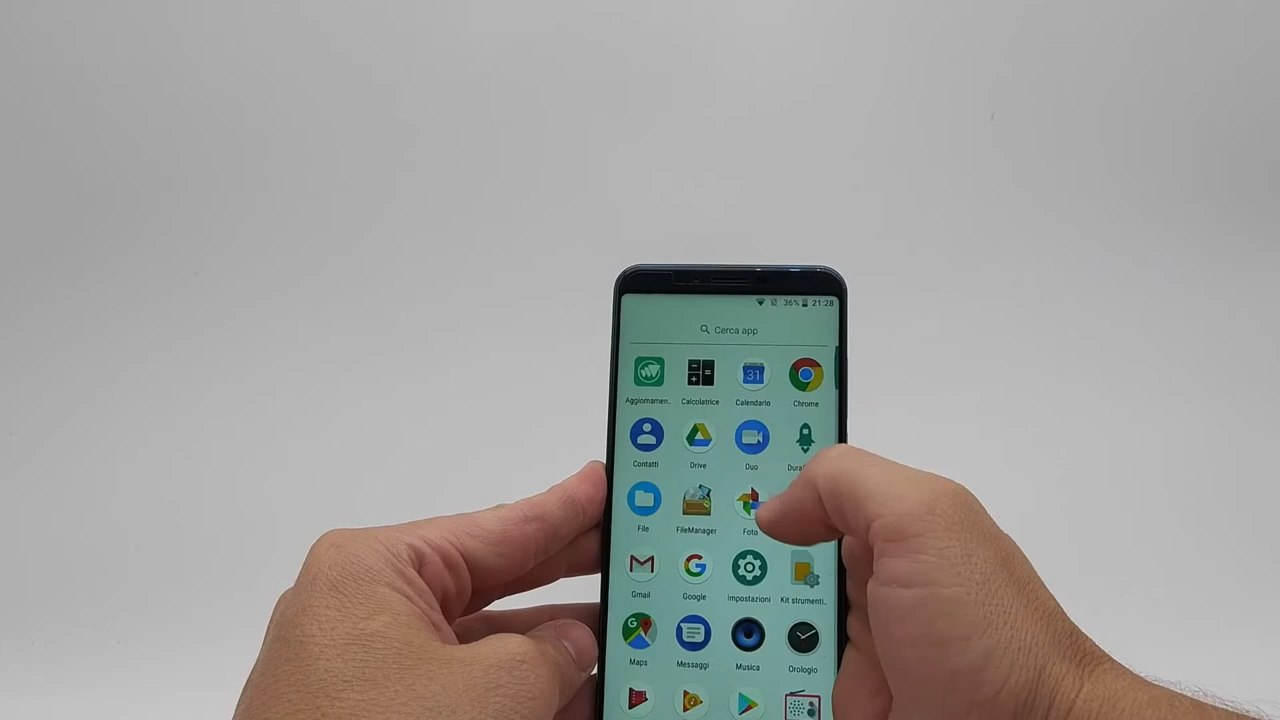 36% 21:28
Cerca app
Aggiornamen.. Calcolatrice Calendario Chrome
31
Contatti Drive Duo
File FileManager Foto
Gmail Google Impostazioni Kit strumenti..
Maps Messaggi Musica Orologio